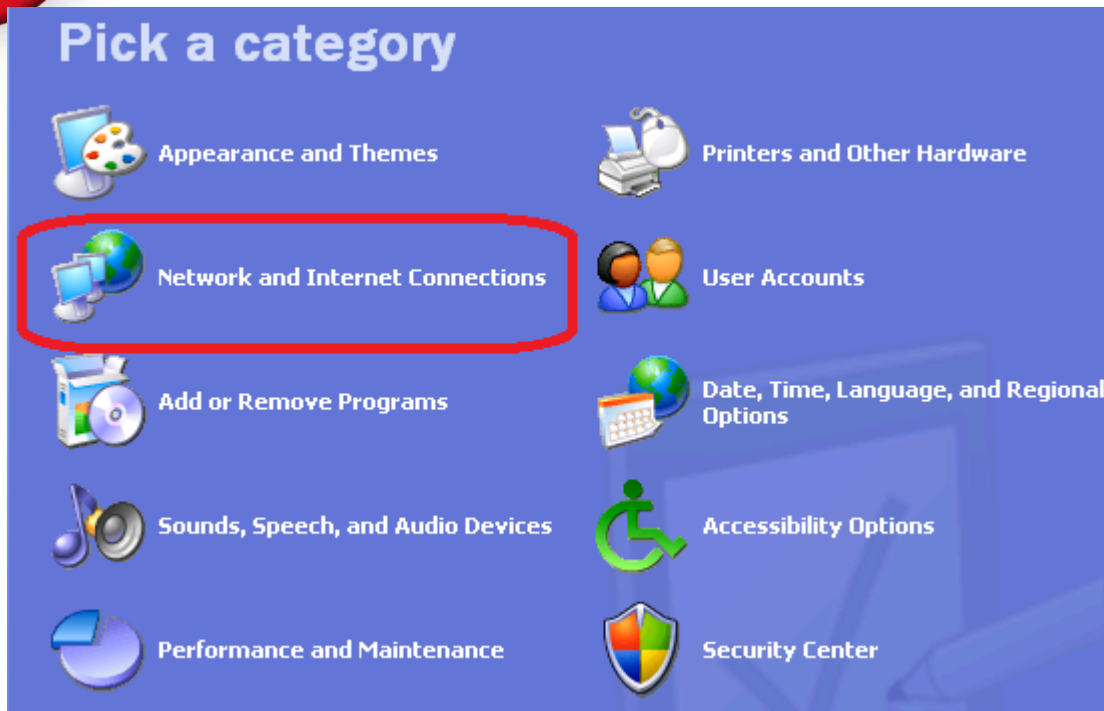 Pick a category
Appearance and Themes
Printers and Other Hardware
Network and Internet Connections
User Accounts
Add or Remove Programs
Date, Time, Language, and Regional
Options
Sounds, Speech, and Audio Devices
Accessibility Options
Performance and Maintenance
Security Center